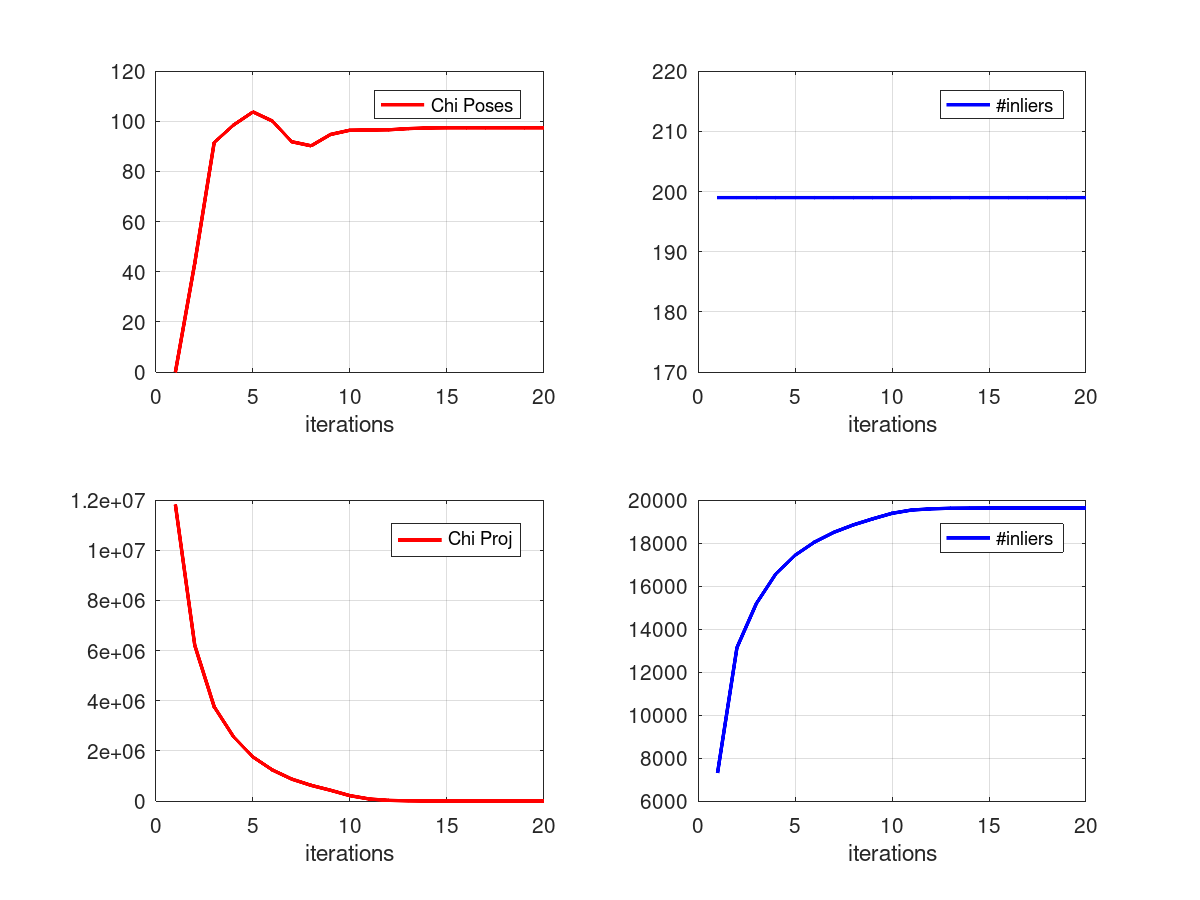 120
100
80
60
40
20
0
0 5 10 15 20
iterations
Chi Poses
220
210
200
190
180
170
0 5 10 15 20
iterations
#inliers
1.2e+07
1e+07
8e+06
6e+06
4e+06
2e+06
0
0 5 10 15 20
iterations
Chi Proj
20000
18000
16000
14000
12000
10000
8000
6000
0 5 10 15 20
iterations
#inliers